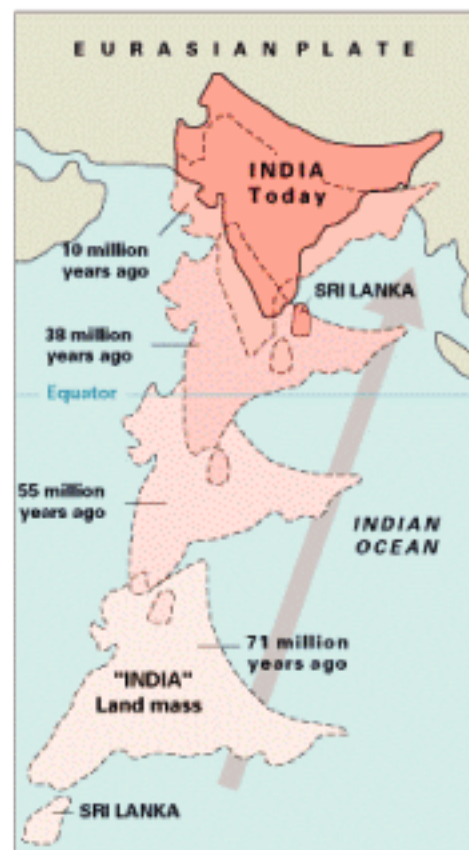 EURASIAN PLATE
INDIA
Today
10 million
years ago
SRI LANKA
38 million
years ago
Equator
55 million
years ago
INDIAN
OCEAN
71 million
years ago
"INDIA"
Land mass
SRI LANKA